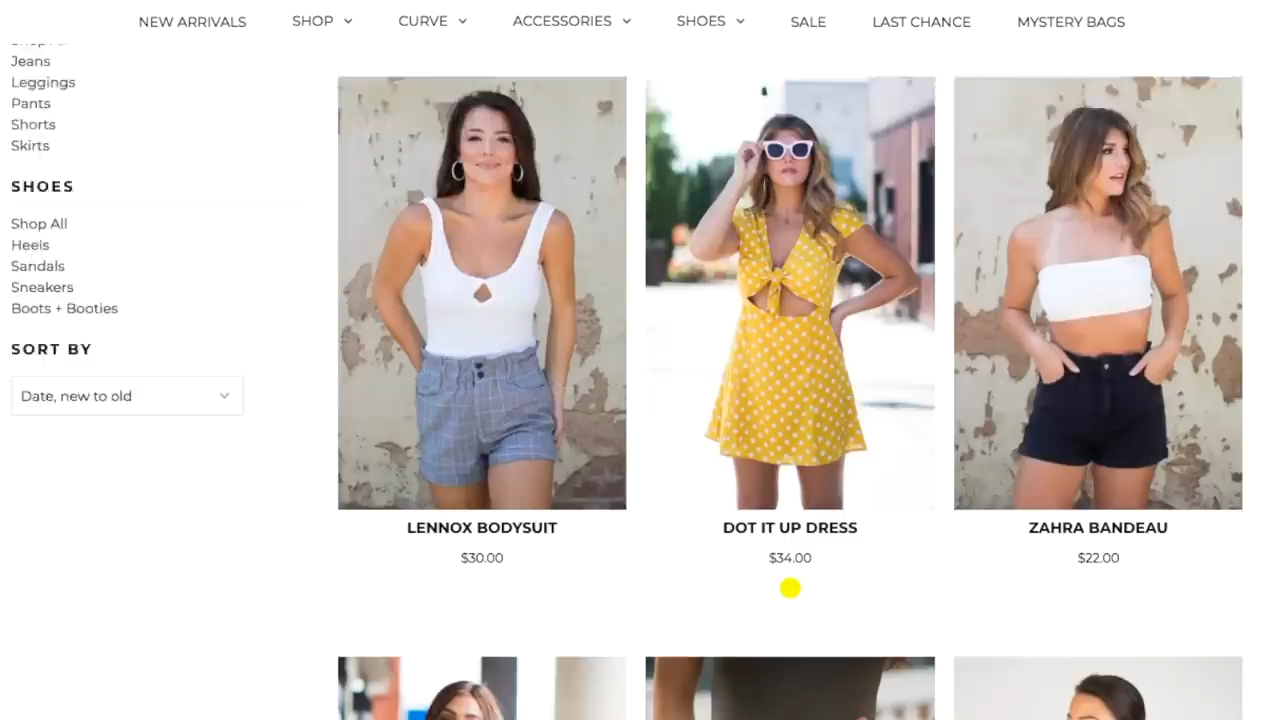 NEW ARRIVALS SHOP CURVE ACCESSORIES SHOES SALE LAST CHANCE MYSTERY BAGS
Jeans
Leggings
Pants
Shorts
Skirts
SHOES
Shop All
Heels
Sandals
Sneakers
Boots + Booties
SORT BY
Date, new to old
LENNOX BODYSUIT
$30.00
DOT IT UP DRESS
$34.00
ZAHRA BANDEAU
$22.00